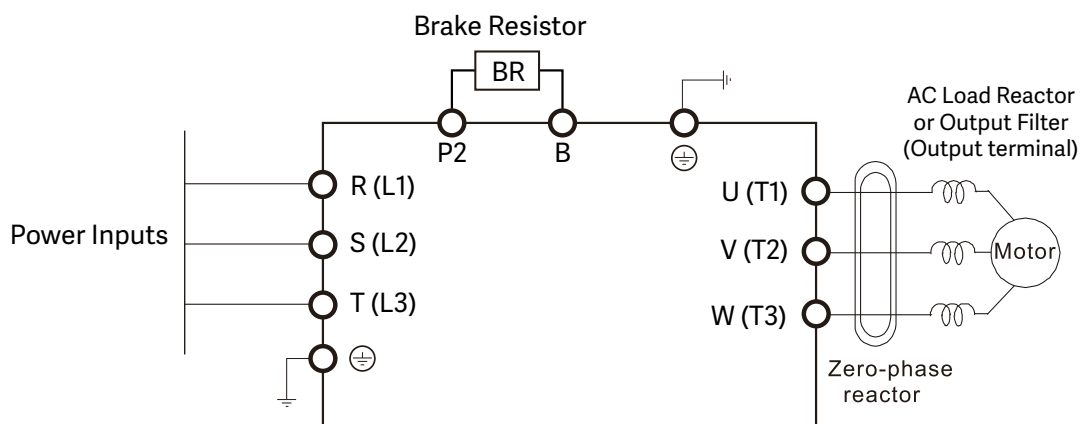 Brake Resistor
BR
P2
B
AC Load Reactor
or Output Filter
(Output terminal)
Power Inputs
R (L1)
S (L2)
T (L3)
U (T1)
V (T2)
W (T3)
Motor
Zero-phase
reactor